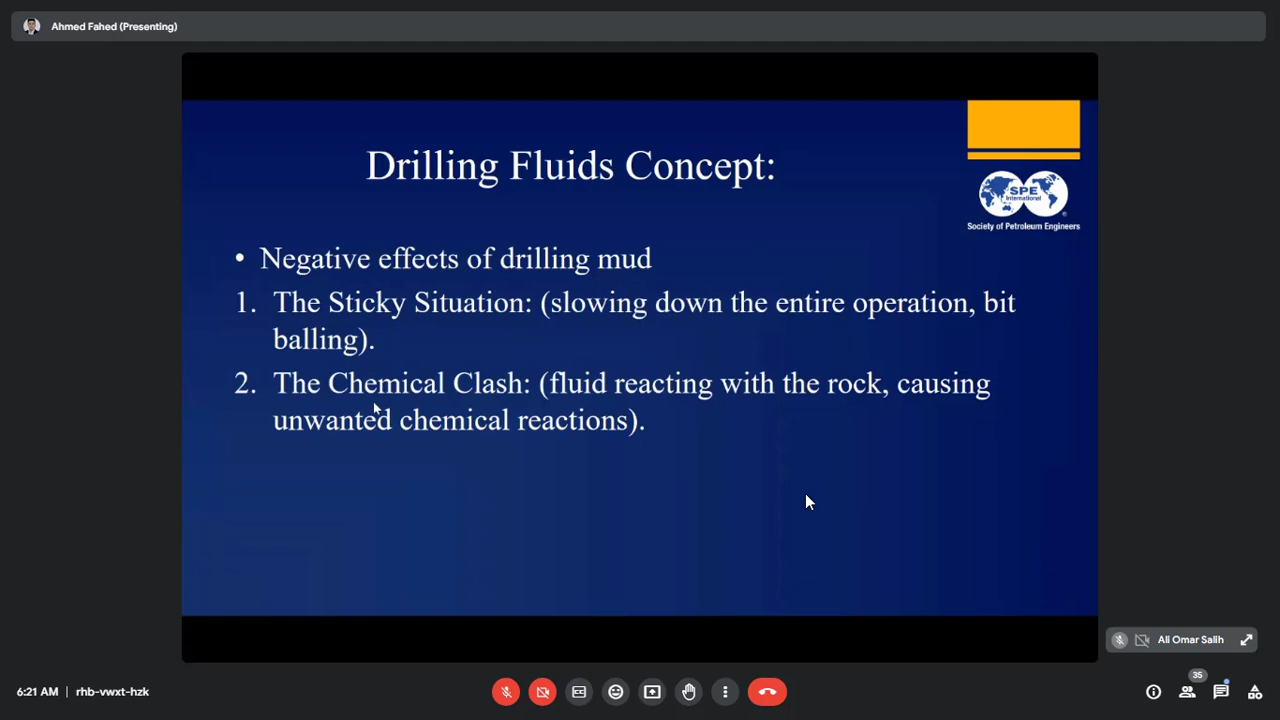 Ahmed Fahed (Presenting)
Drilling Fluids Concept:
SPE
International
®
Society of Petroleum Engineers
• Negative effects of drilling mud
1. The Sticky Situation: (slowing down the entire operation, bit
balling).
2. The Chemical Clash: (fluid reacting with the rock, causing
unwanted chemical reactions).
Ali Omar Salih
35
6:21 AM | rhb-vwxt-hzk